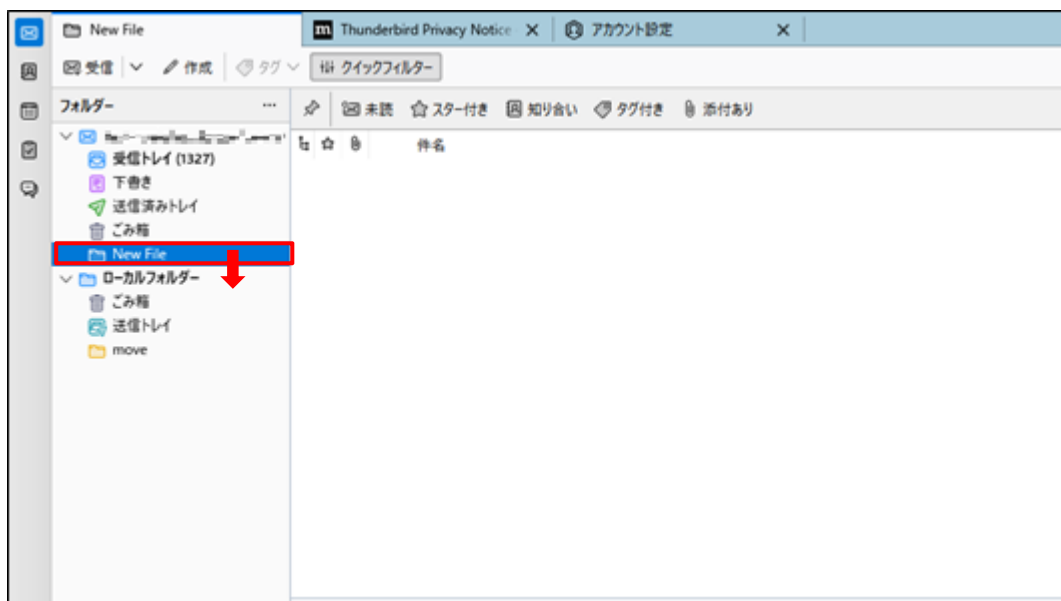 New File
Thunderbird Privacy Notice
アカウント設定
受信
作成
タグ
クイックフィルター
フォルダー
未読
スター付き
知り合い
タグ付き
添付あり
件名
受信トレイ (1327)
下書き
送信済みトレイ
ごみ箱
New File
ローカルフォルダー
ごみ箱
送信トレイ
move